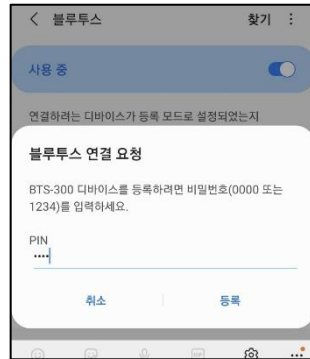 블루투스 찾기
사용 중
연결하려는 디바이스가 등록 모드로 설정되었는지
블루투스 연결 요청
BTS-300 디바이스를 등록하려면 비밀번호(0000 또는
1234)를 입력하세요.
PIN
••••
취소 등록